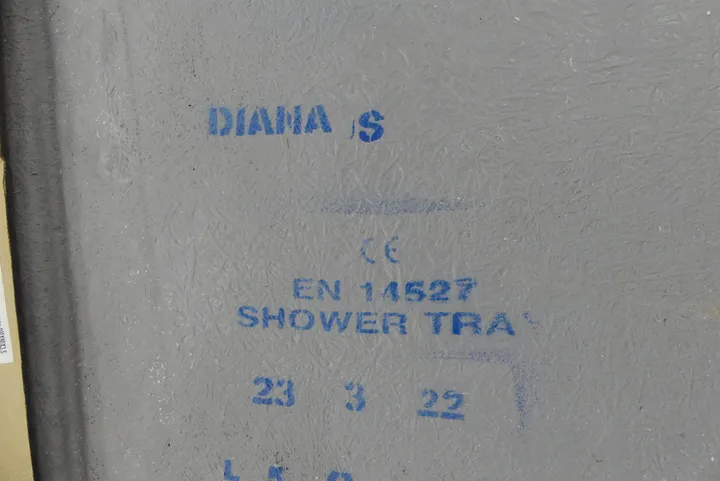 DIANA S
CE
EN 14527
SHOWER TRA
23 3 22